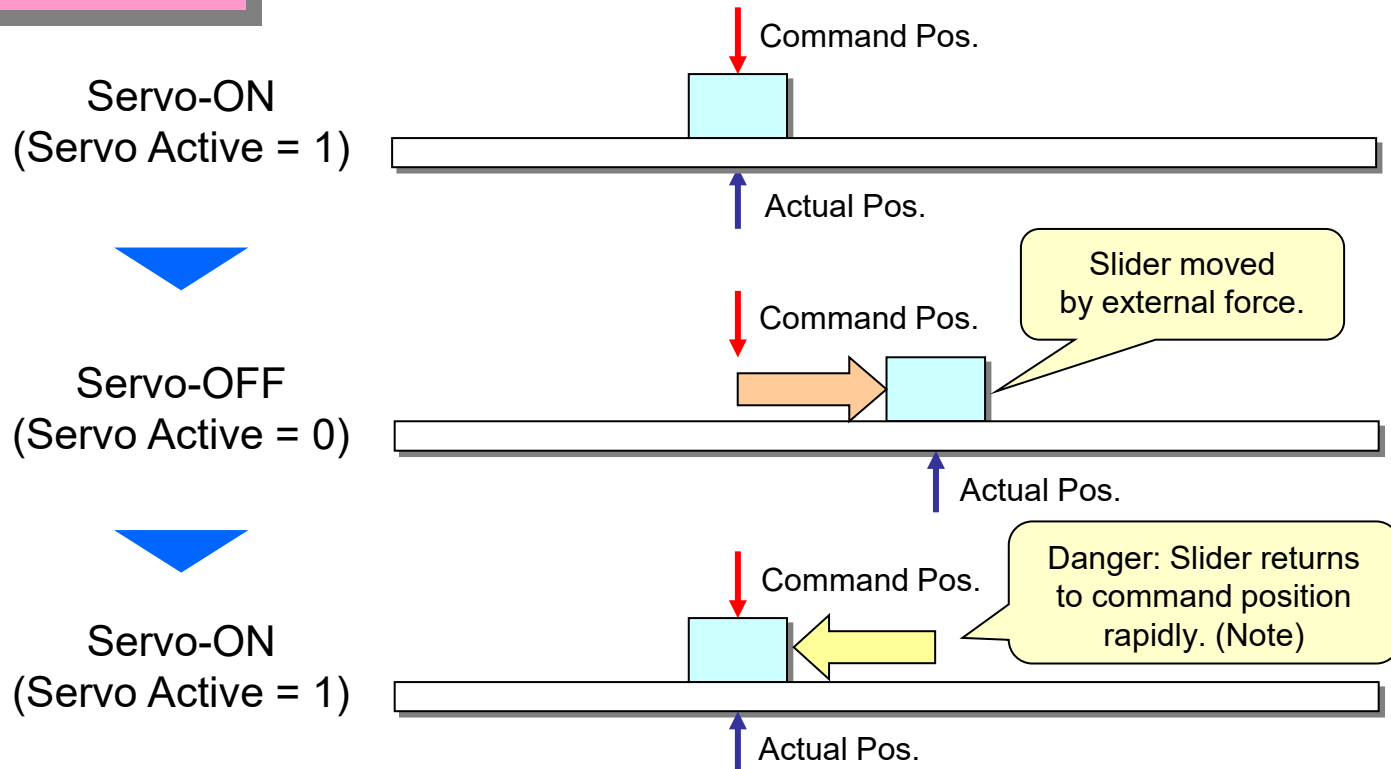 Command Pos.
Servo-ON
(Servo Active = 1)
Actual Pos.
Slider moved
by external force.
Command Pos.
Servo-OFF
(Servo Active = 0)
Actual Pos.
Danger: Slider returns
to command position
rapidly. (Note)
Command Pos.
Servo-ON
(Servo Active = 1)
Actual Pos.